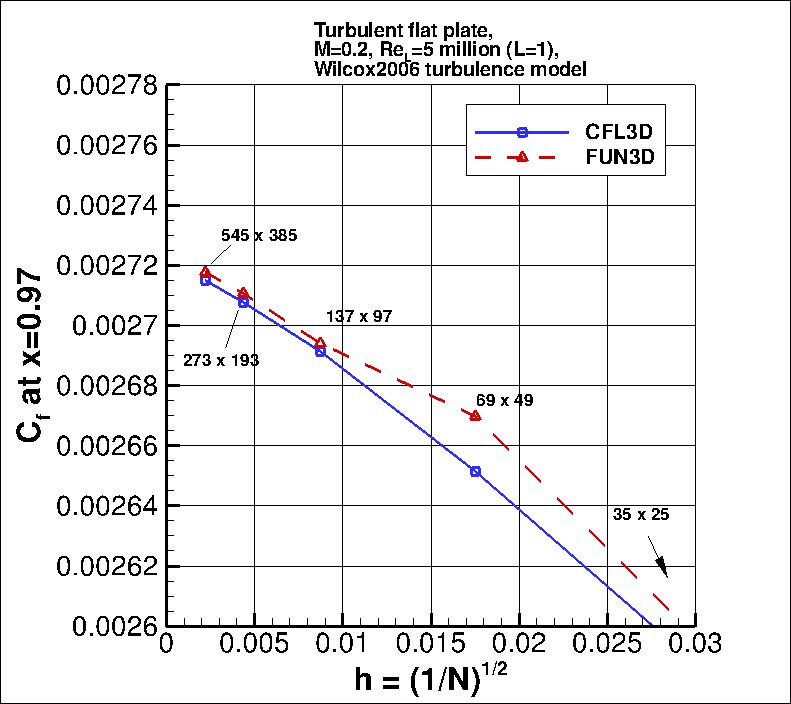 Turbulent flat plate,
M=0.2, Re_L=5 million (L=1),
Wilcox2006 turbulence model
0.00278
0.00276
0.00274
0.00272
0.0027
0.00268
0.00266
0.00264
0.00262
0.0026
C_f at x=0.97
CFL3D
FUN3D
545 x 385
273 x 193
137 x 97
69 x 49
35 x 25
0 0.005 0.01 0.015 0.02 0.025 0.03
h = (1/N)^1/2